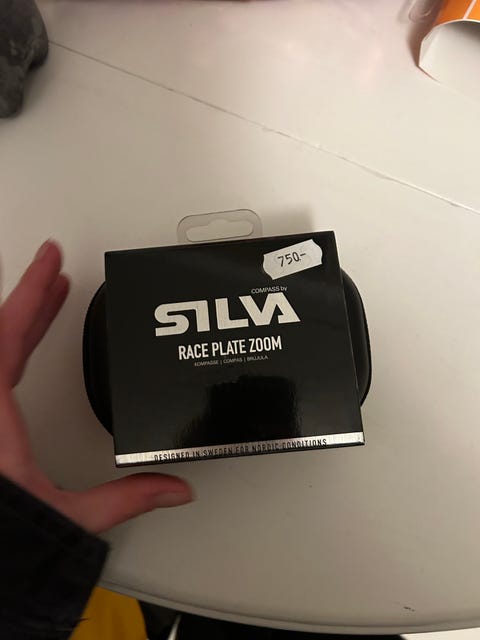 750-
COMPASS by
SILVA
RACE PLATE ZOOM
KOMPASSE | COMPAS | BRÚJULA
DESIGNED IN SWEDEN FOR NORDIC CONDITIONS